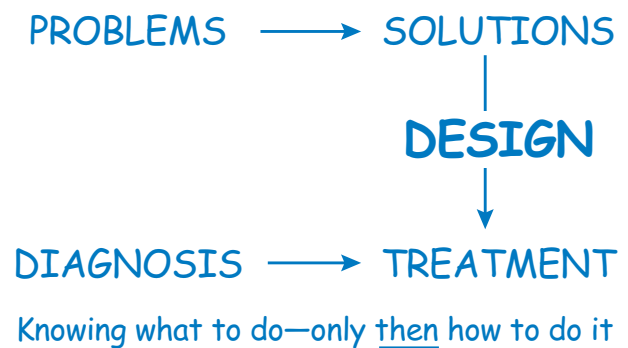 PROBLEMS SOLUTIONS
DESIGN
DIAGNOSIS TREATMENT
Knowing what to do—only then how to do it